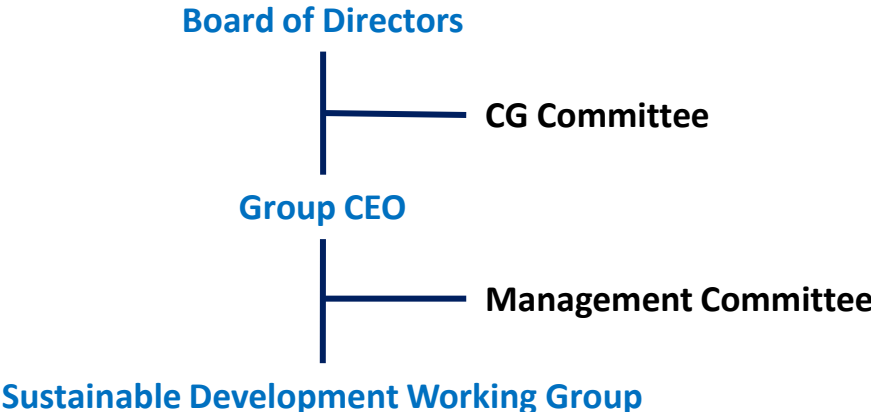 Board of Directors
CG Committee
Group CEO
Management Committee
Sustainable Development Working Group